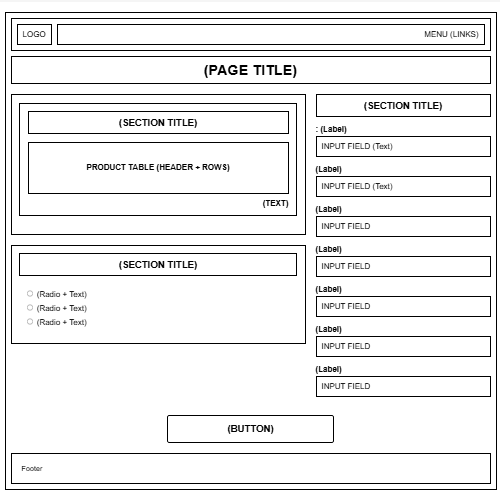 LOGO
MENU (LINKS)
(PAGE TITLE)
(SECTION TITLE)
PRODUCT TABLE (HEADER + ROWS)
(TEXT)
(SECTION TITLE)
(Radio + Text)
(Radio + Text)
(Radio + Text)
(SECTION TITLE)
: (Label)
INPUT FIELD (Text)
(Label)
INPUT FIELD (Text)
(Label)
INPUT FIELD
(Label)
INPUT FIELD
(Label)
INPUT FIELD
(Label)
INPUT FIELD
(Label)
INPUT FIELD
(BUTTON)
Footer